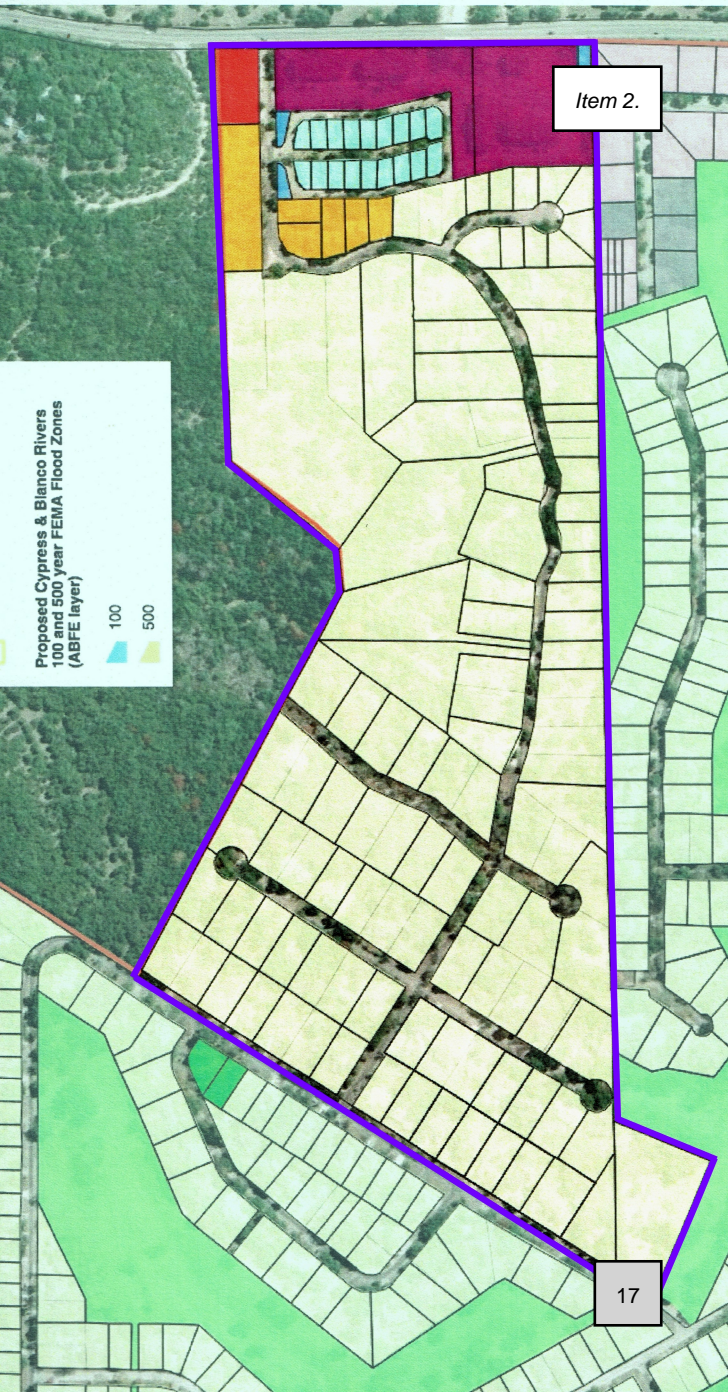 Item 2.
Proposed Cypress & Blanco Rivers
100 and 500 year FEMA Flood Zones
(ABFE layer)
100
500
17